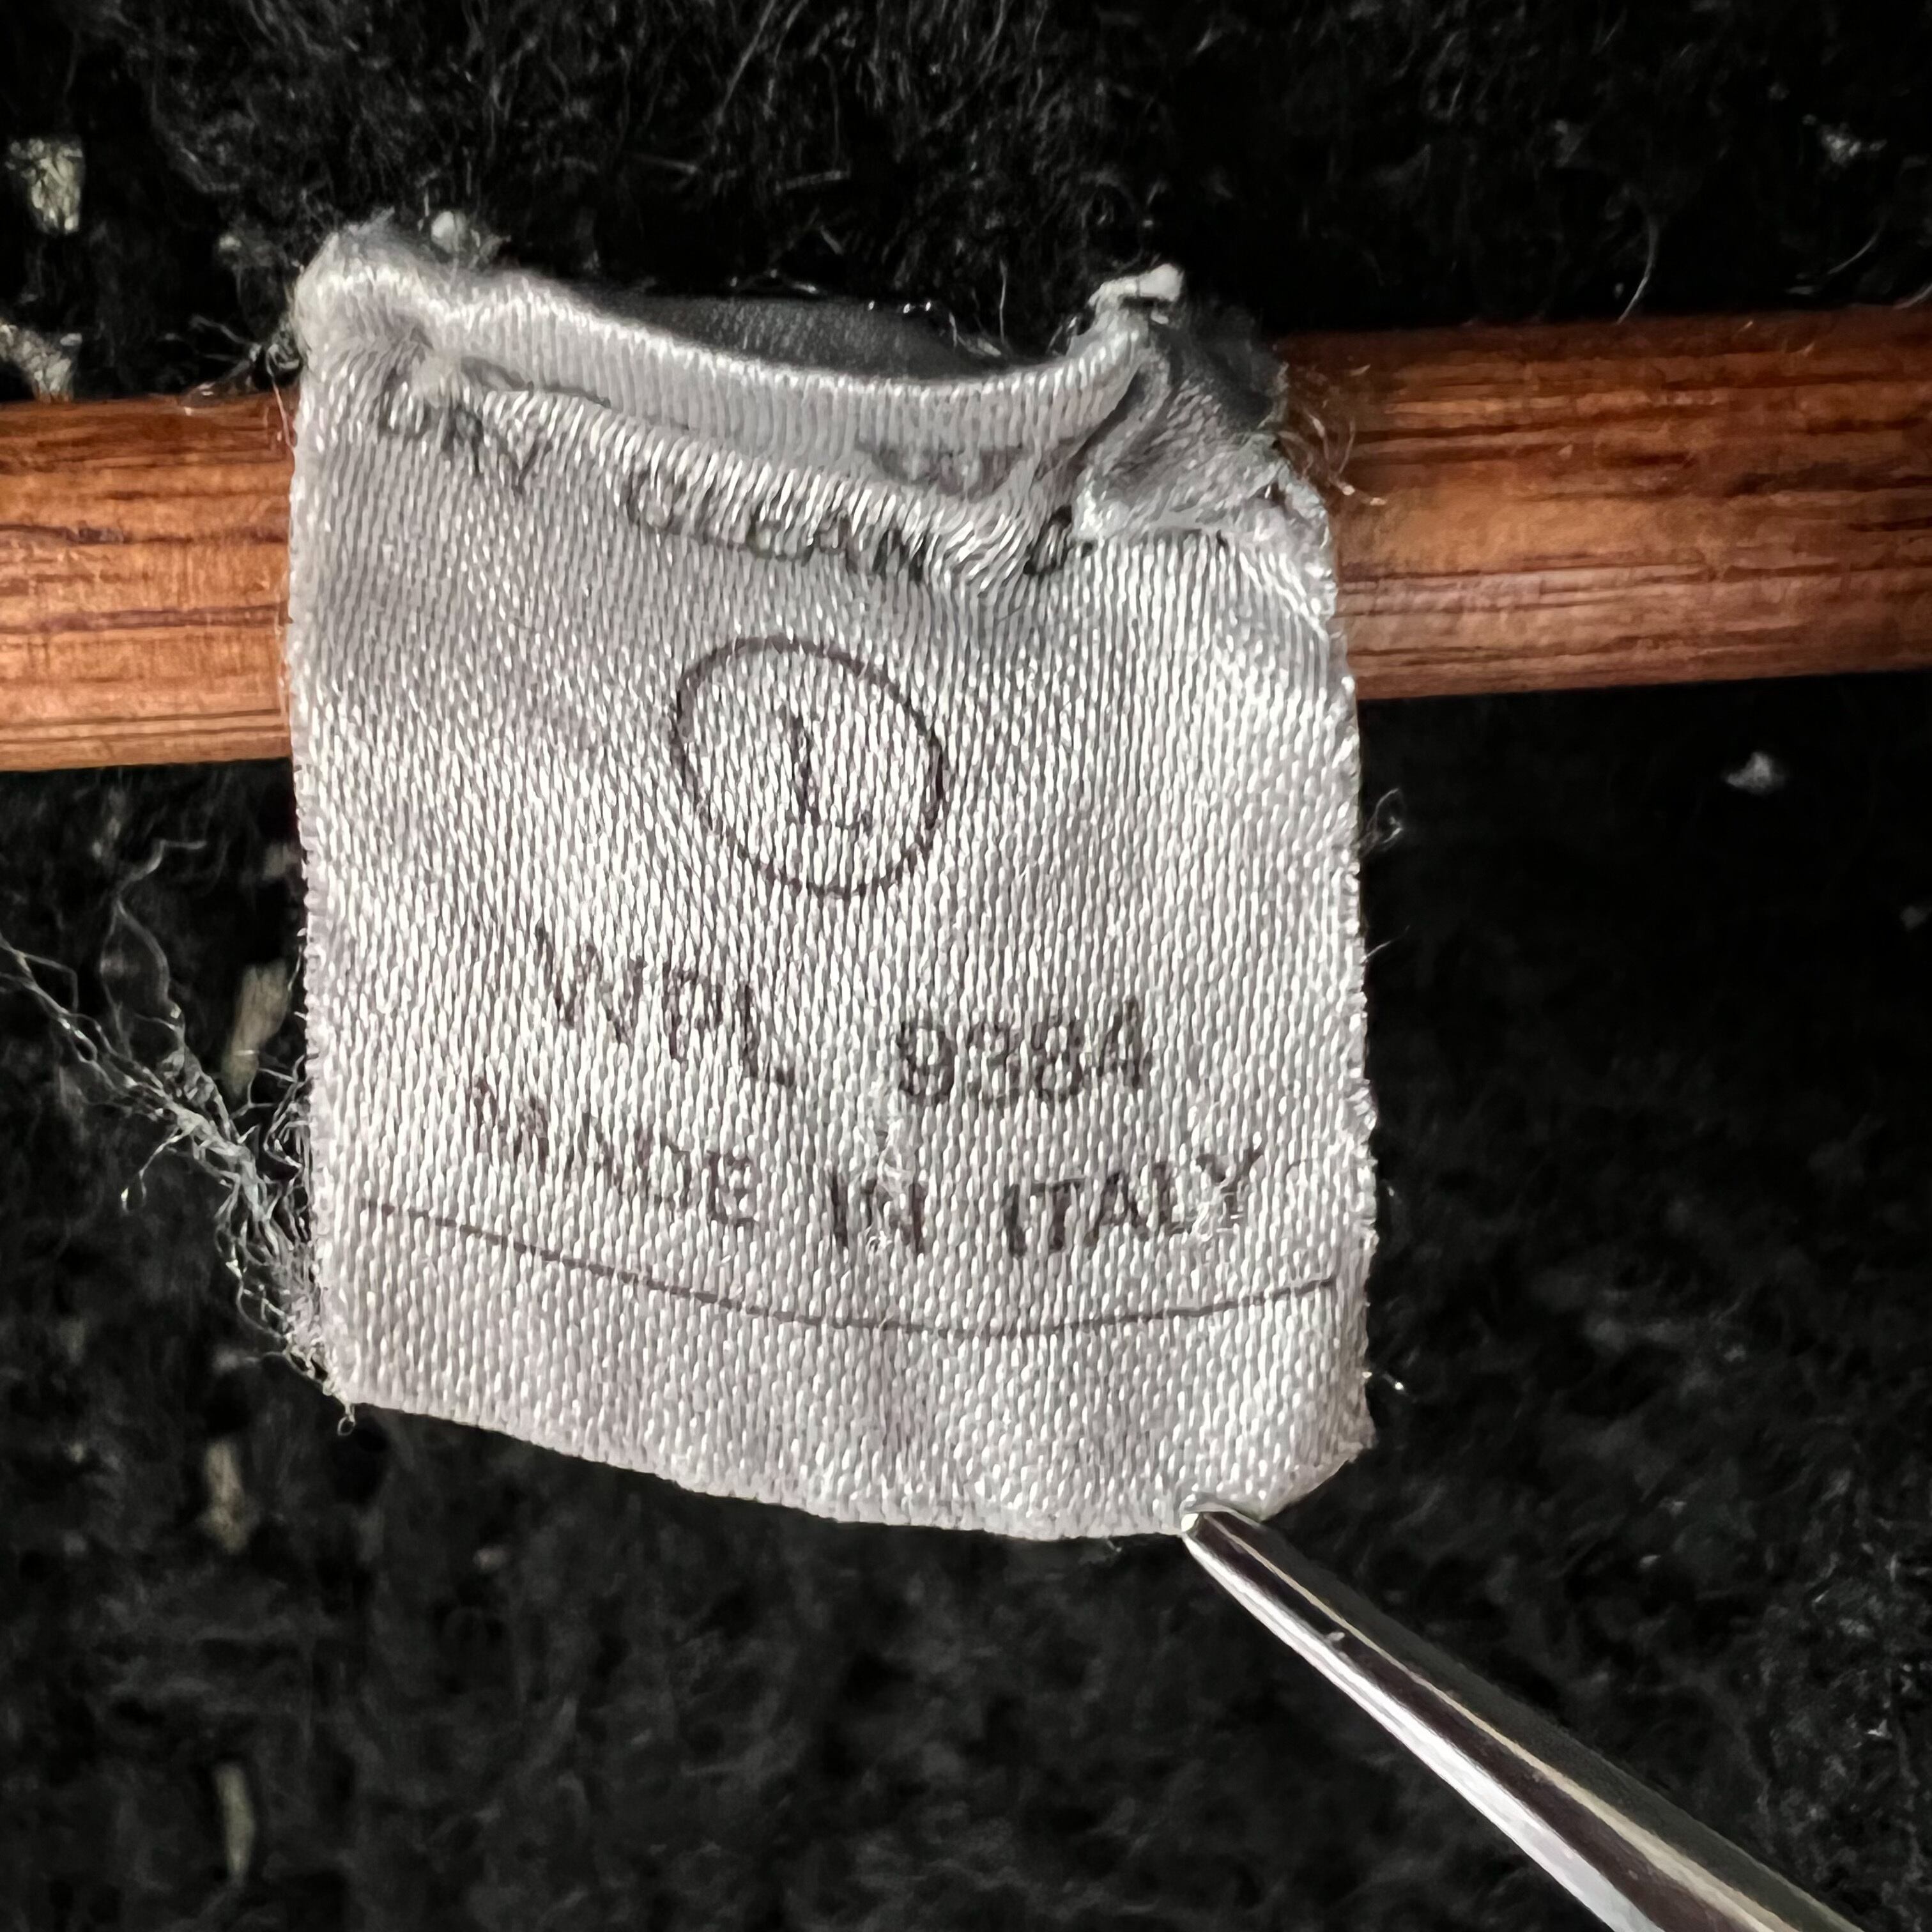 DRY CLEAN O
L
WPL 9384
MADE IN ITALY